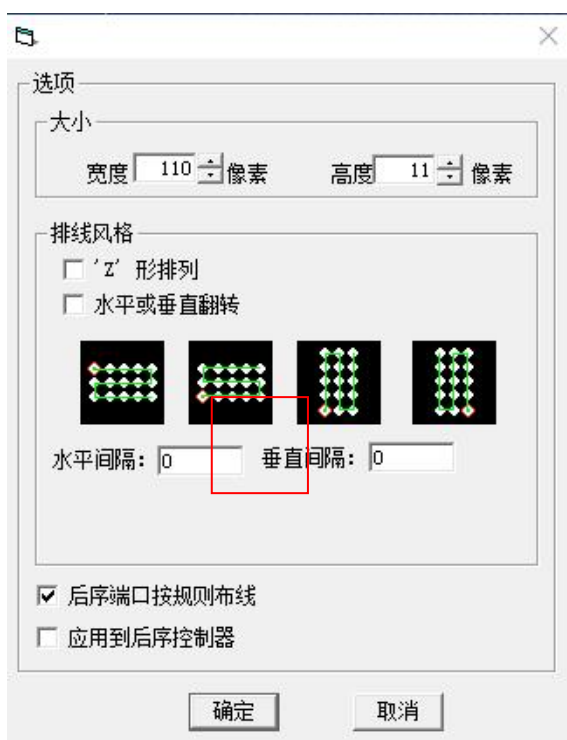 选项
大小
宽度 110 像素 高度 11 像素
排线风格
'Z' 形排列
水平或垂直翻转
水平间隔: 0 垂直间隔: 0
后序端口按规则布线
应用到后序控制器
确定 取消